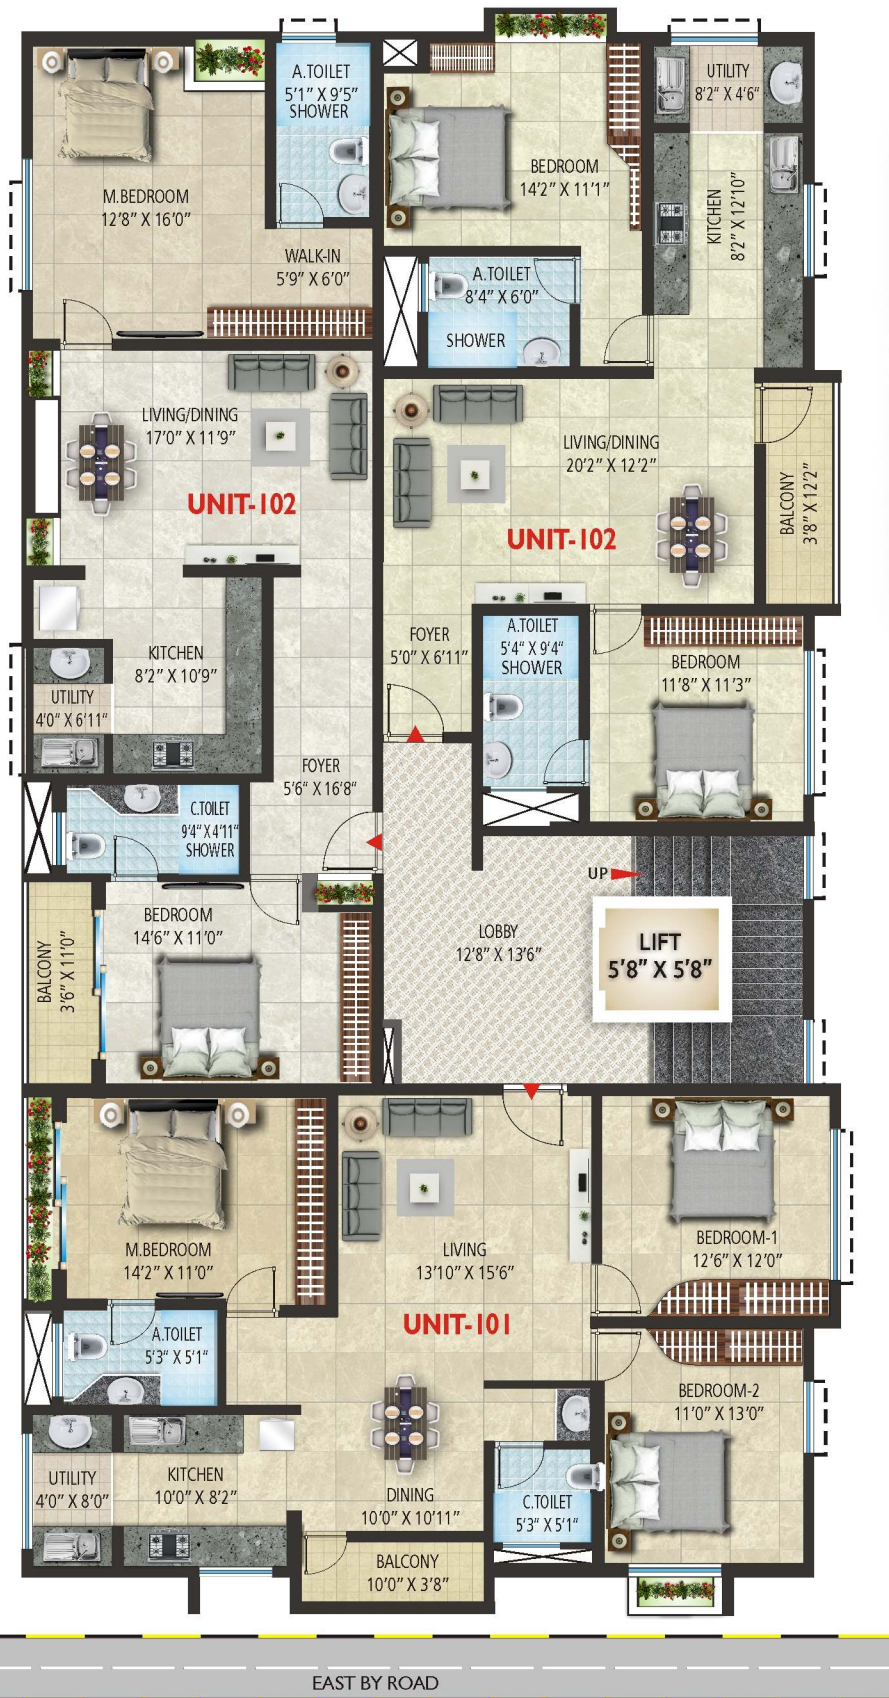 M.BEDROOM
12'8" X 16'0"
A.TOILET
5'1" X 9'5"
SHOWER
WALK-IN
5'9" X 6'0"
BEDROOM
14'2" X 11'1"
UTILITY
8'2" X 4'6"
KITCHEN
8'2" X 12'10"
A.TOILET
8'4" X 6'0"
SHOWER
LIVING/DINING
17'0" X 11'9"
UNIT-102
LIVING/DINING
20'2" X 12'2"
UNIT-102
BALCONY
3'8" X 12'2"
KITCHEN
8'2" X 10'9"
UTILITY
4'0" X 6'11"
FOYER
5'6" X 16'8"
FOYER
5'0" X 6'11"
A.TOILET
5'4" X 9'4"
SHOWER
BEDROOM
11'8" X 11'3"
C.TOILET
9'4" X 4'11"
SHOWER
BEDROOM
14'6" X 11'0"
BALCONY
3'6" X 11'0"
UP
LOBBY
12'8" X 13'6"
LIFT
5'8" X 5'8"
M.BEDROOM
14'2" X 11'0"
LIVING
13'10" X 15'6"
UNIT-101
BEDROOM-1
12'6" X 12'0"
A.TOILET
5'3" X 5'1"
BEDROOM-2
11'0" X 13'0"
UTILITY
4'0" X 8'0"
KITCHEN
10'0" X 8'2"
DINING
10'0" X 10'11"
C.TOILET
5'3" X 5'1"
BALCONY
10'0" X 3'8"
EAST BY ROAD